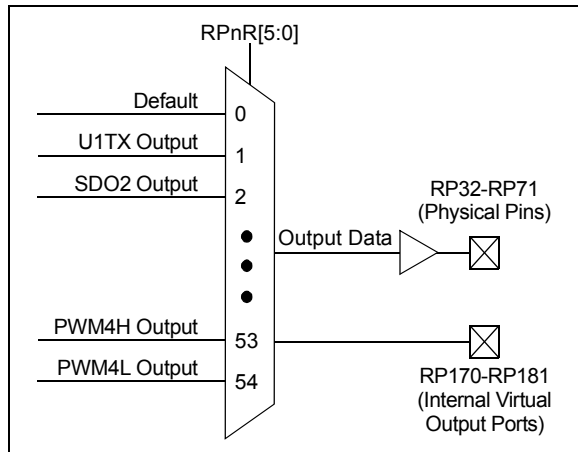 RPnR[5:0]
Default
0
U1TX Output
1
SDO2 Output
2
RP32-RP71
(Physical Pins)
Output Data
PWM4H Output
53
PWM4L Output
54
RP170-RP181
(Internal Virtual
Output Ports)